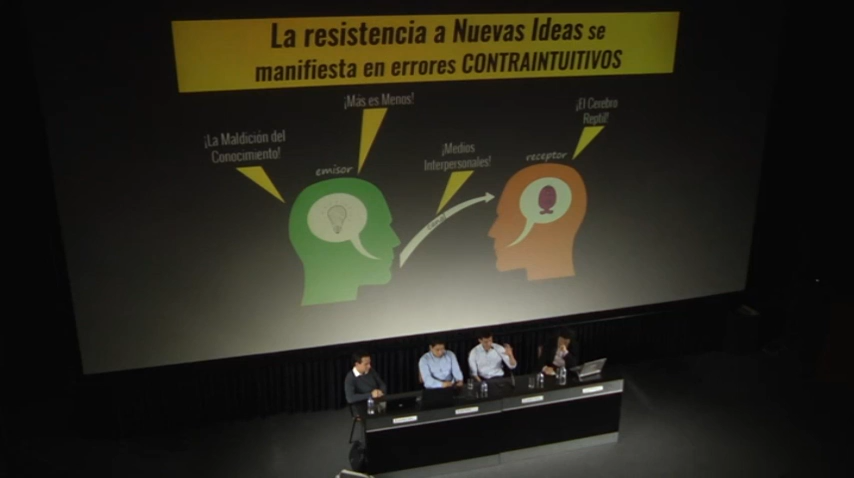 La resistencia a Nuevas Ideas se
manifiesta en errores CONTRAINTUITIVOS
¡Más es Menos!
¡El Cerebro
Reptil!
¡La Maldición del
Conocimiento!
¡Medios
Interpersonales!
emisor
receptor